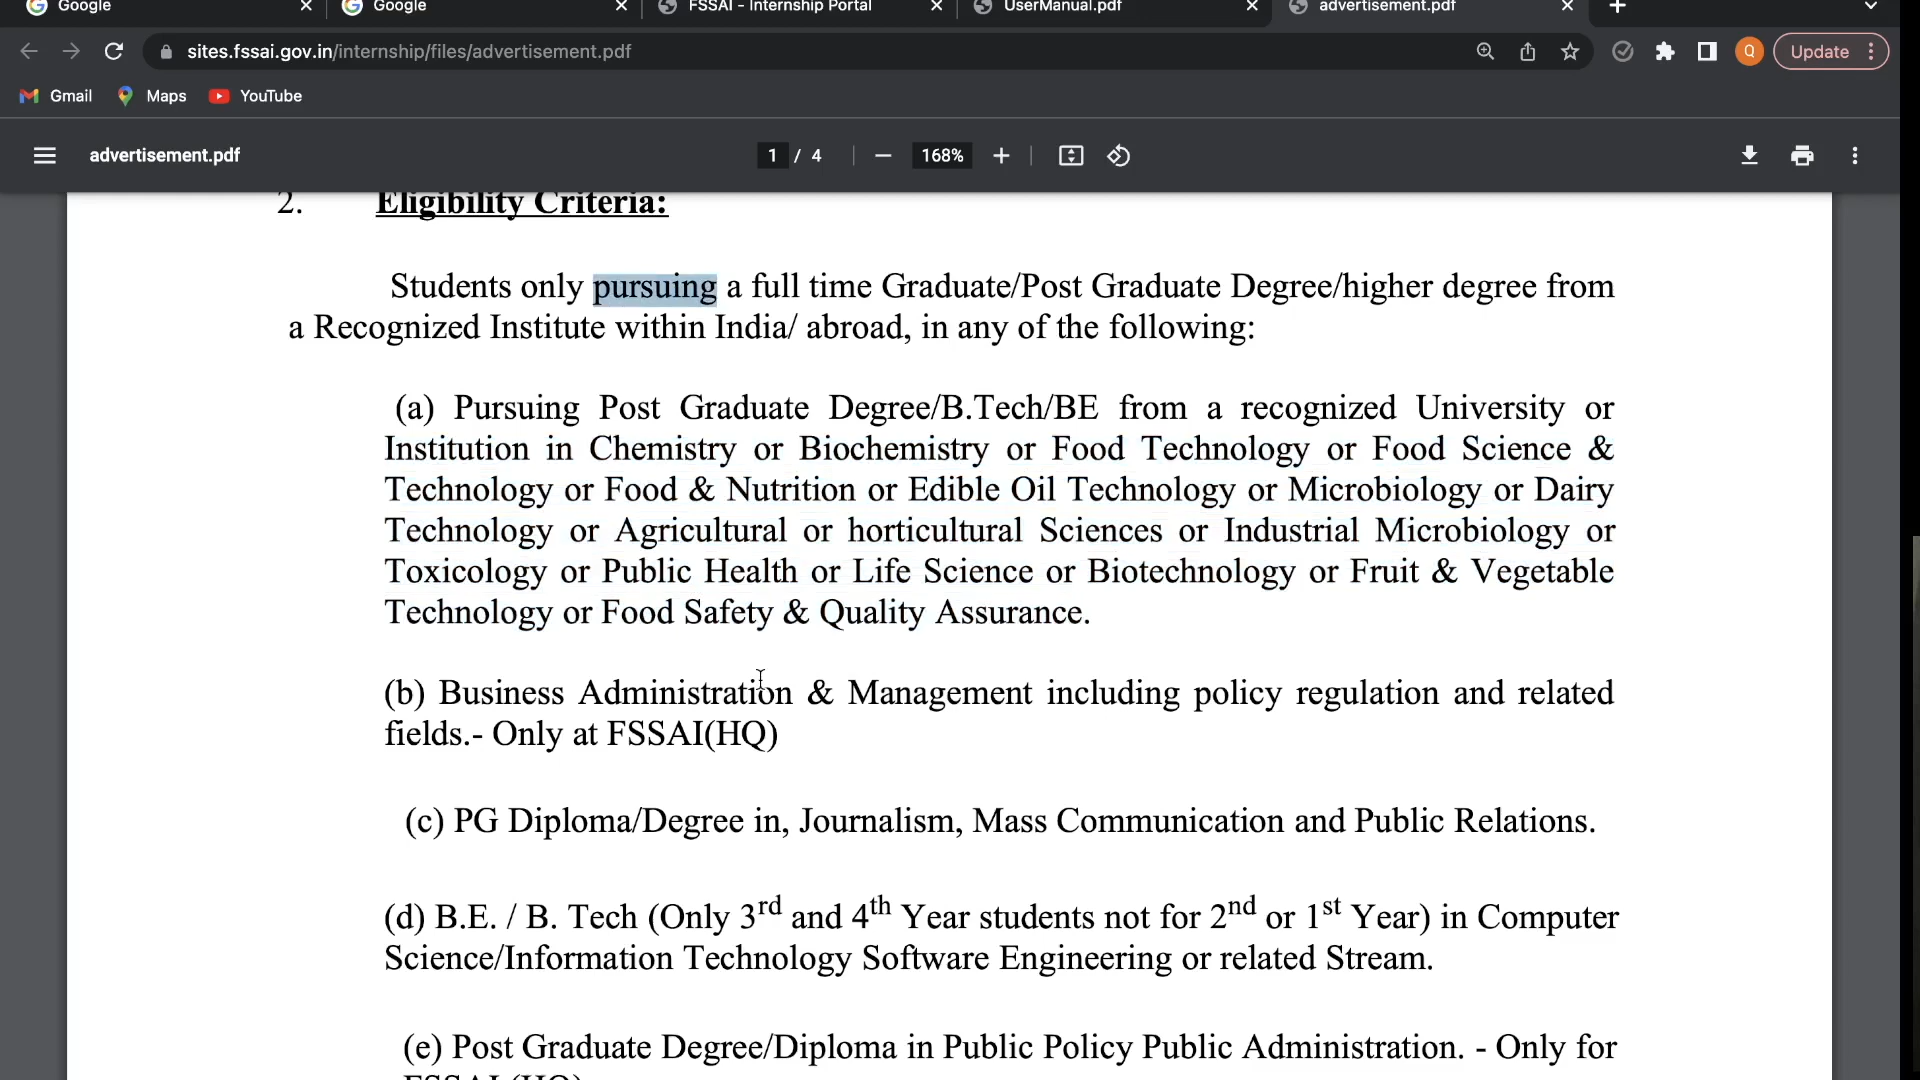 Google
Google
FSSAI - Internship Portal
UserManual.pdf
advertisement.pdf
sites.fssai.gov.in/internship/files/advertisement.pdf
Q
Update
Gmail
Maps
YouTube
advertisement.pdf
1 / 4
168%
2. Eligibility Criteria:
Students only pursuing a full time Graduate/Post Graduate Degree/higher degree from
a Recognized Institute within India/ abroad, in any of the following:
(a) Pursuing Post Graduate Degree/B.Tech/BE from a recognized University or
Institution in Chemistry or Biochemistry or Food Technology or Food Science &
Technology or Food & Nutrition or Edible Oil Technology or Microbiology or Dairy
Technology or Agricultural or horticultural Sciences or Industrial Microbiology or
Toxicology or Public Health or Life Science or Biotechnology or Fruit & Vegetable
Technology or Food Safety & Quality Assurance.
(b) Business Administration & Management including policy regulation and related
fields.- Only at FSSAI(HQ)
(c) PG Diploma/Degree in, Journalism, Mass Communication and Public Relations.
(d) B.E. / B. Tech (Only 3rd and 4th Year students not for 2nd or 1st Year) in Computer
Science/Information Technology Software Engineering or related Stream.
(e) Post Graduate Degree/Diploma in Public Policy Public Administration. - Only for
FSSAI (HQ)